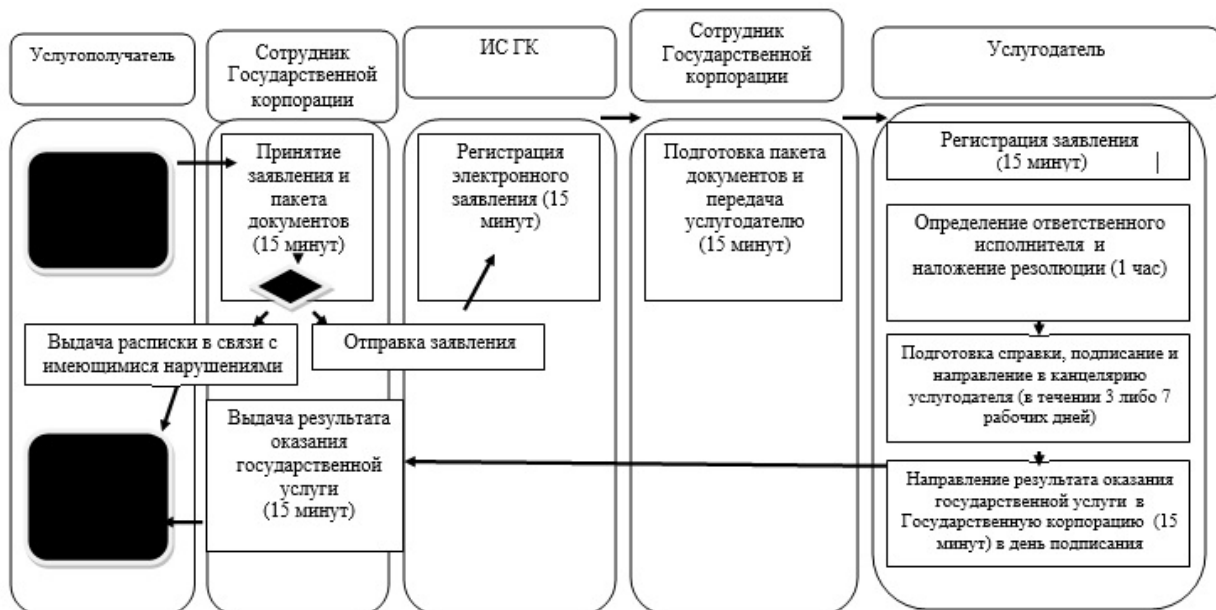 Услугополучатель
Сотрудник
Государственной
корпорации
ИС ГК
Сотрудник
Государственной
корпорации
Услугодатель
Принятие
заявления и
пакета
документов
(15 минут)
Регистрация
электронного
заявления (15
минут)
Подготовка пакета
документов и
передача
услугодателю
(15 минут)
Регистрация заявления
(15 минут)
Определение ответственного
исполнителя и
наложение резолюции (1 час)
Выдача расписки в связи с
имеющимися нарушениями
Отправка заявления
Подготовка справки, подписание и
направление в канцелярию
услугодателя (в течении 3 либо 7
рабочих дней)
Выдача результата
оказания
государственной
услуги
(15 минут)
Направление результата оказания
государственной услуги в
Государственную корпорацию (15
минут) в день подписания